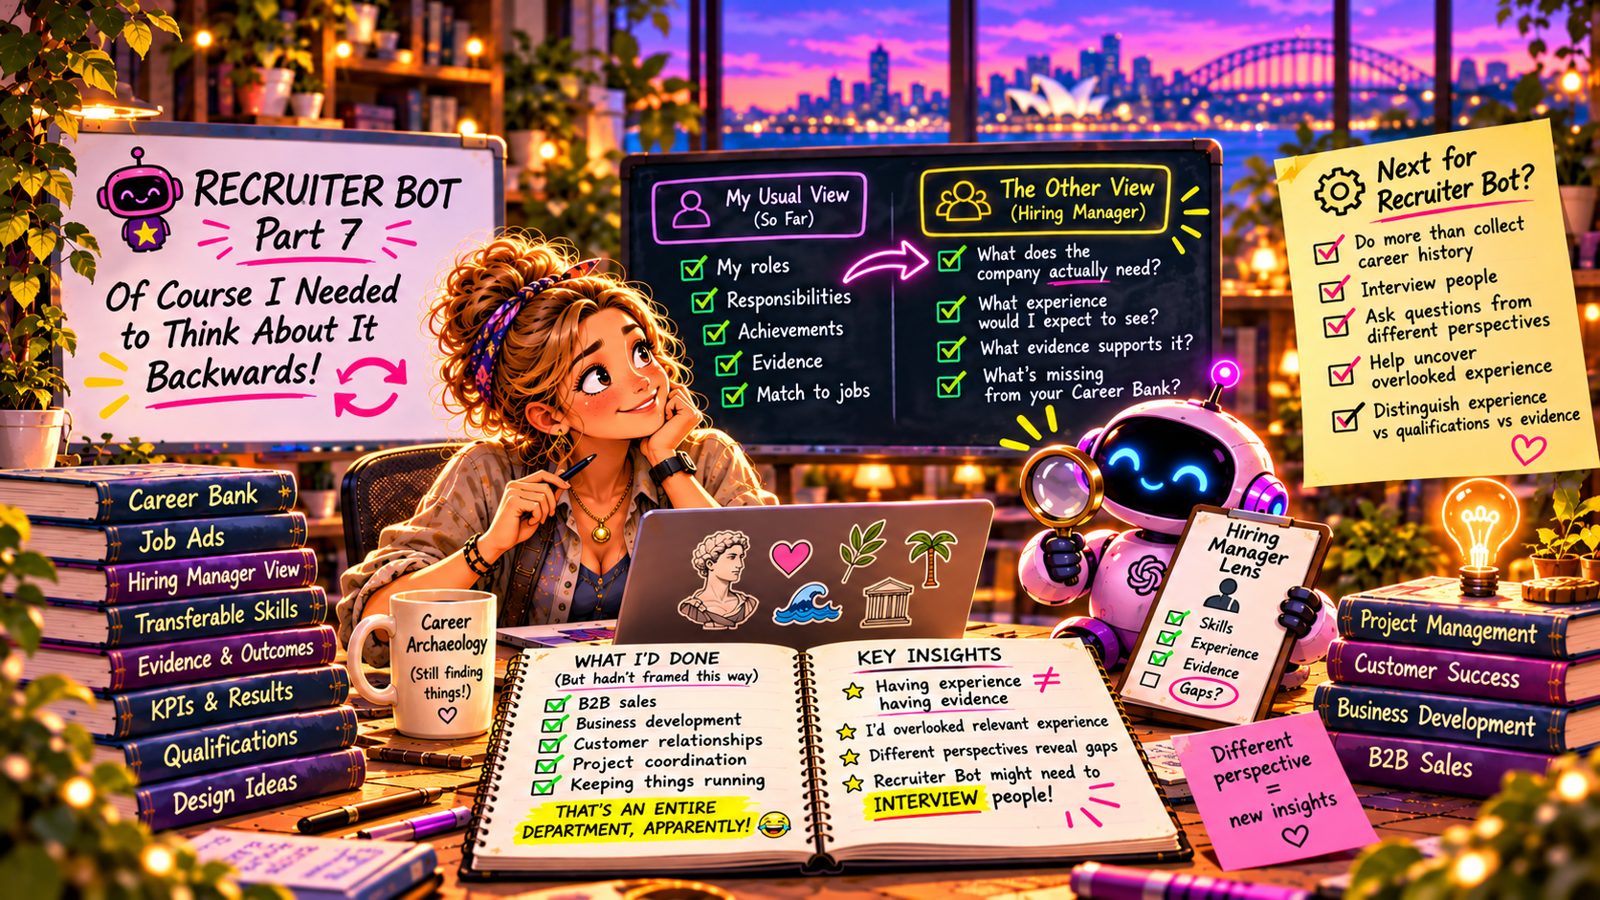 RECRUITER BOT
Part 7
Of Course I Needed
to Think About It
Backwards!
My Usual View
(So Far)
My roles
Responsibilities
Achievements
Evidence
Match to jobs
The Other View
(Hiring Manager)
What does the
company actually need?
What experience
would I expect to see?
What evidence supports it?
What's missing
from your Career Bank?
Next for
Recruiter Bot?
Do more than collect
career history
Interview people
Ask questions from
different perspectives
Help uncover
overlooked experience
Distinguish experience
vs qualifications vs evidence
Career Bank
Job Ads
Hiring Manager View
Transferable Skills
Evidence & Outcomes
KPIs & Results
Qualifications
Design Ideas
Career
Archaeology
(Still finding
things!)
WHAT I'D DONE
(But hadn't framed this way)
B2B sales
Business development
Customer relationships
Project coordination
Keeping things running
THAT'S AN ENTIRE
DEPARTMENT, APPARENTLY!
KEY INSIGHTS
Having experience ≠
having evidence
I'd overlooked relevant experience
Different perspectives reveal gaps
Recruiter Bot might need to
INTERVIEW people!
Hiring
Manager
Lens
Skills
Experience
Evidence
Gaps?
Different
perspective
=
new insights
Project Management
Customer Success
Business Development
B2B Sales